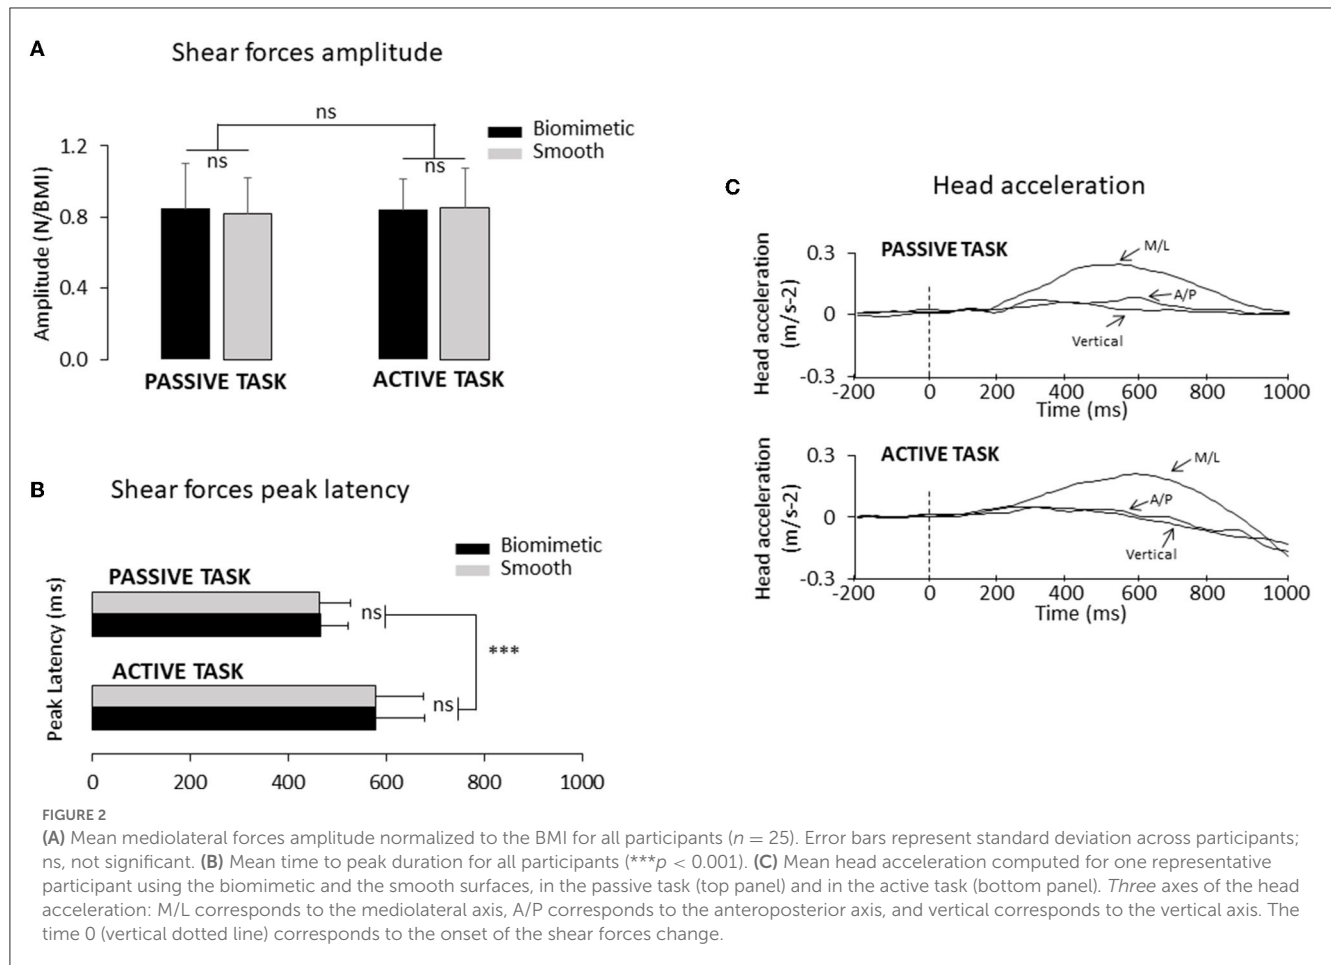 A
Shear forces amplitude
ns
Biomimetic
Smooth
1.2
0.8
0.4
0.0
Amplitude (N/BMI)
ns
ns
PASSIVE TASK
ACTIVE TASK
B
Shear forces peak latency
Biomimetic
Smooth
Peak Latency (ms)
PASSIVE TASK
ns
***
ACTIVE TASK
ns
0 200 400 600 800 1000
C
Head acceleration
Head acceleration
(m/s-2)
0.3
0
-0.3
PASSIVE TASK
M/L
A/P
Vertical
-200 0 200 400 600 800 1000
Time (ms)
Head acceleration
(m/s-2)
0.3
0
-0.3
ACTIVE TASK
M/L
A/P
Vertical
-200 0 200 400 600 800 1000
Time (ms)
FIGURE 2
(A) Mean mediolateral forces amplitude normalized to the BMI for all participants (n = 25). Error bars represent standard deviation across participants;
ns, not significant. (B) Mean time to peak duration for all participants (***p < 0.001). (C) Mean head acceleration computed for one representative
participant using the biomimetic and the smooth surfaces, in the passive task (top panel) and in the active task (bottom panel). Three axes of the head
acceleration: M/L corresponds to the mediolateral axis, A/P corresponds to the anteroposterior axis, and vertical corresponds to the vertical axis. The
time 0 (vertical dotted line) corresponds to the onset of the shear forces change.